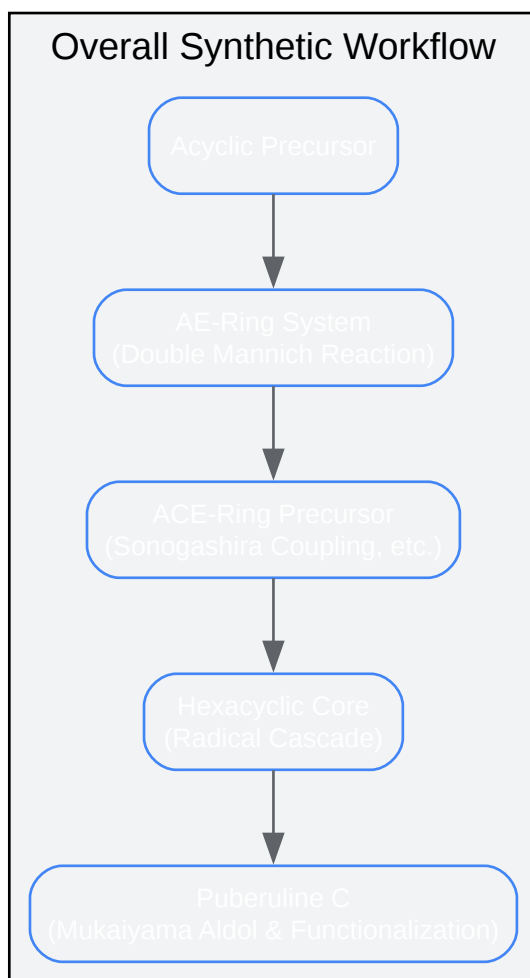 Overall Synthetic Workflow
Acyclic Precursor
AE-Ring System
(Double Mannich Reaction)
ACE-Ring Precursor
(Sonogashira Coupling, etc.)
Hexacyclic Core
(Radical Cascade)
Puberuline C
(Mukaiyama Aldol & Functionalization)